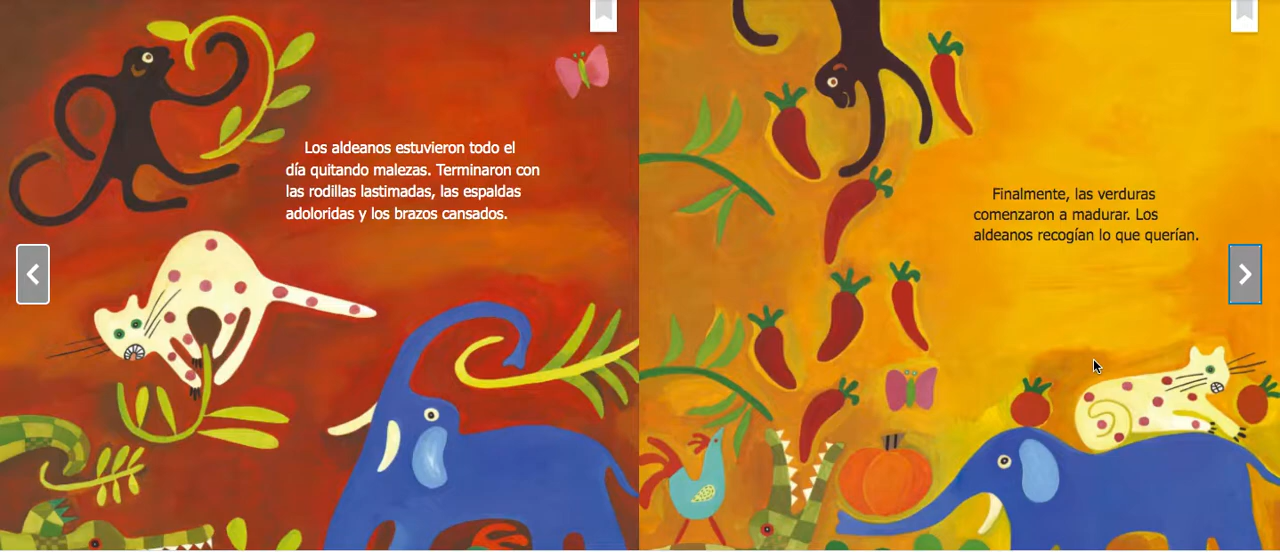 Los aldeanos estuvieron todo el
día quitando malezas. Terminaron con
las rodillas lastimadas, las espaldas
adoloridas y los brazos cansados.
Finalmente, las verduras
comenzaron a madurar. Los
aldeanos recogían lo que querían.